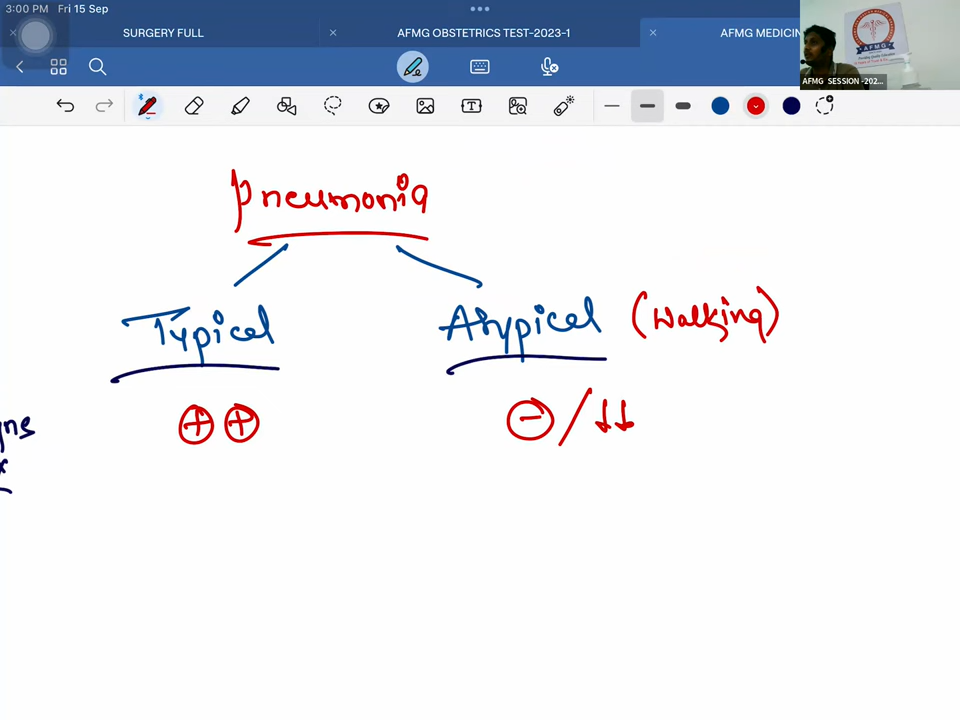 3:00 PM Fri 15 Sep
SURGERY FULL
AFMG OBSTETRICS TEST-2023-1
AFMG MEDICIN
AFMG
AFMG SESSION -202...
T
Pneumonia
Typical
Atypical (Walking)
+ +
- / ↓↓